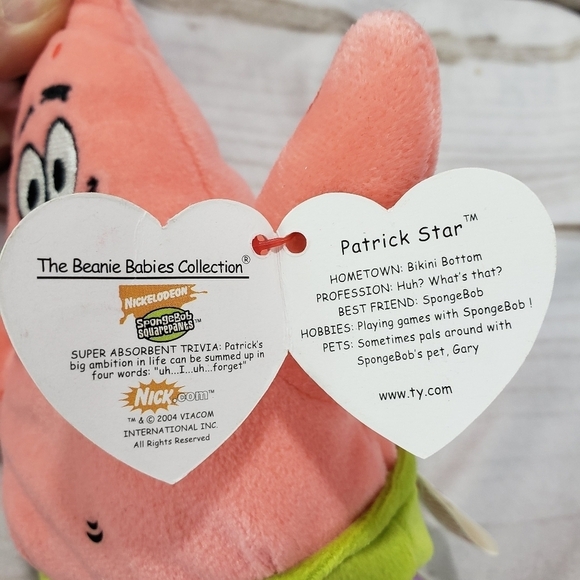 The Beanie Babies Collection®
NICKELODEON
SpongeBob
SQUAREPANTS™
SUPER ABSORBENT TRIVIA: Patrick's
big ambition in life can be summed up in
four words: "uh...I...uh...forget"
NICK.com™
™ & © 2004 VIACOM
INTERNATIONAL INC.
All Rights Reserved
Patrick Star™
HOMETOWN: Bikini Bottom
PROFESSION: Huh? What's that?
BEST FRIEND: SpongeBob
HOBBIES: Playing games with SpongeBob !
PETS: Sometimes pals around with
SpongeBob's pet, Gary
www.ty.com